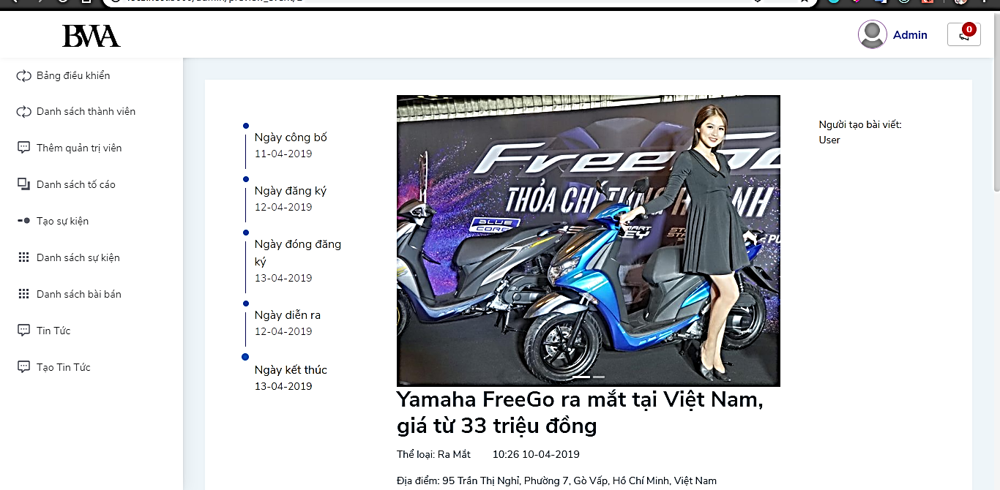 BWA
Admin
0
Bảng điều khiển
Danh sách thành viên
Thêm quản trị viên
Danh sách tố cáo
Tạo sự kiện
Danh sách sự kiện
Danh sách bài bán
Tin Tức
Tạo Tin Tức
Ngày công bố
11-04-2019
Ngày đăng ký
12-04-2019
Ngày đóng đăng
ký
13-04-2019
Ngày diễn ra
12-04-2019
Ngày kết thúc
13-04-2019
FreeGo
THỎA CHÍ TUNG H
NH
BLUE
CORE
Người tạo bài viết:
User
Yamaha FreeGo ra mắt tại Việt Nam,
giá từ 33 triệu đồng
Thể loại: Ra Mắt 10:26 10-04-2019
Địa điểm: 95 Trần Thị Nghỉ, Phường 7, Gò Vấp, Hồ Chí Minh, Việt Nam